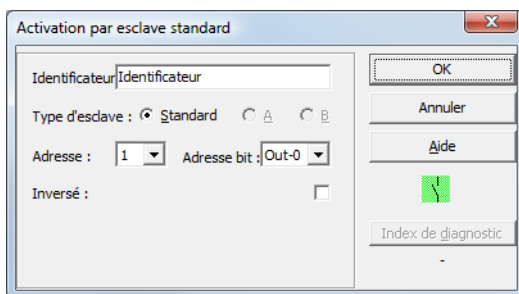 Activation par esclave standard
Identificateur Identificateur
Type d'esclave : Standard A B
Adresse : 1 Adresse bit : Out-0
Inversé :
OK
Annuler
Aide
Index de diagnostic
-